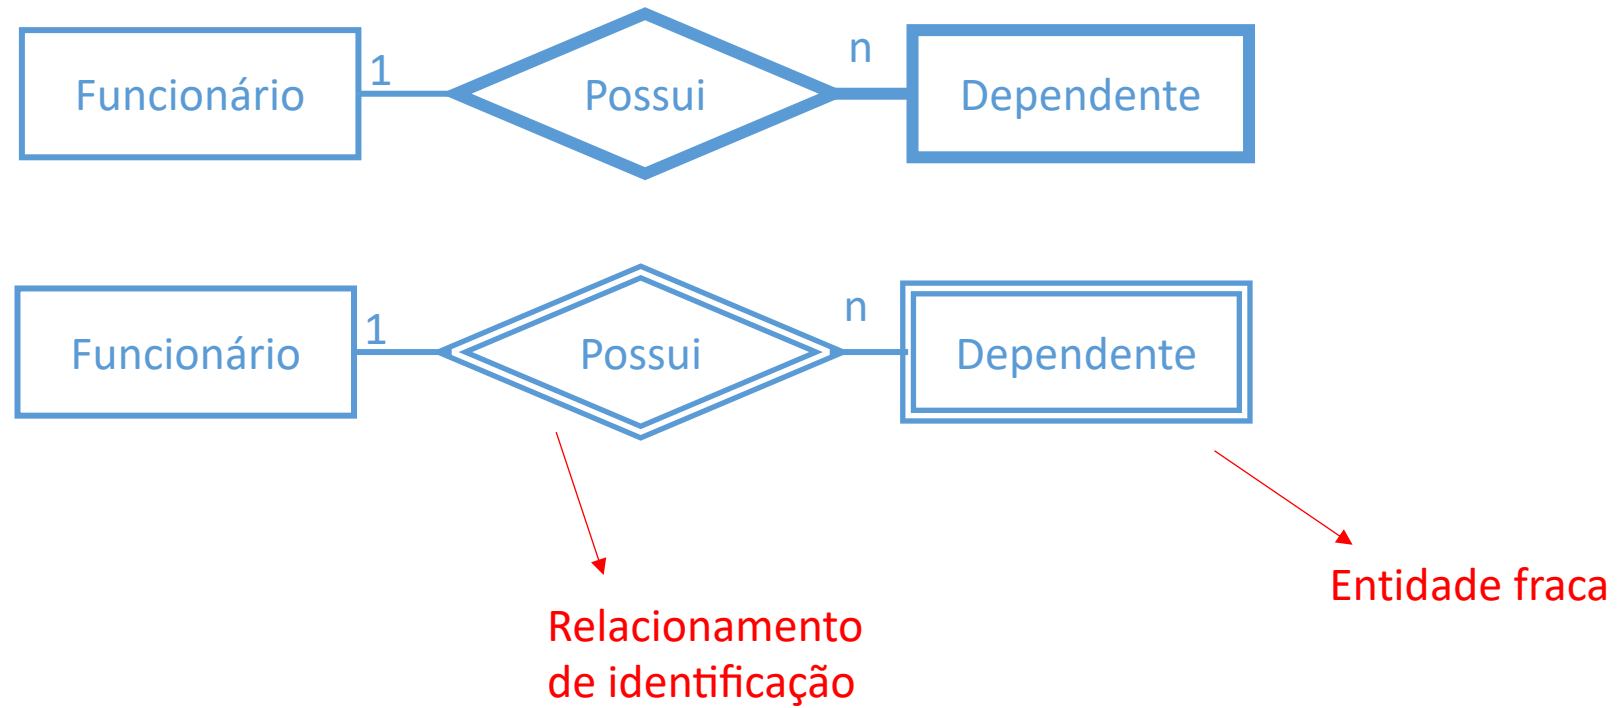 Funcionário
1
Possui
n
Dependente
Funcionário
1
Possui
n
Dependente
Entidade fraca
Relacionamento
de identificação